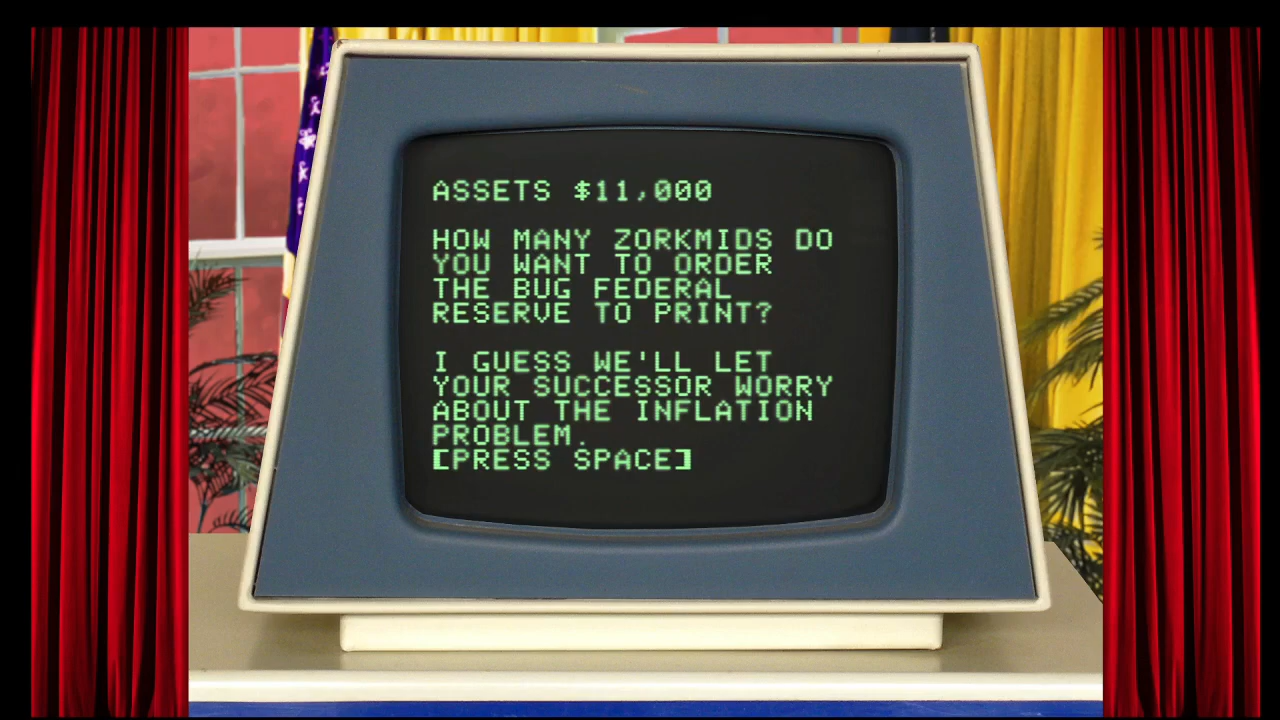 ASSETS $11,000
HOW MANY ZORKMIDS DO
YOU WANT TO ORDER
THE BUG FEDERAL
RESERVE TO PRINT?
I GUESS WE'LL LET
YOUR SUCCESSOR WORRY
ABOUT THE INFLATION
PROBLEM.
[PRESS SPACE]